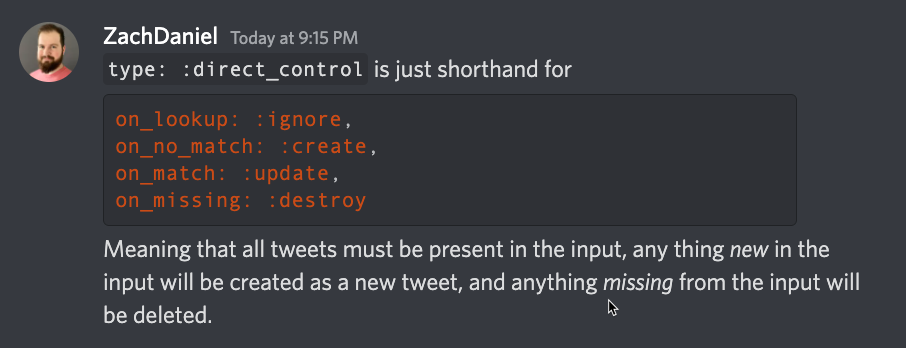 ZachDaniel Today at 9:15 PM
type: :direct_control is just shorthand for
on_lookup: :ignore,
on_no_match: :create,
on_match: :update,
on_missing: :destroy
Meaning that all tweets must be present in the input, any thing new in the
input will be created as a new tweet, and anything missing from the input will
be deleted.